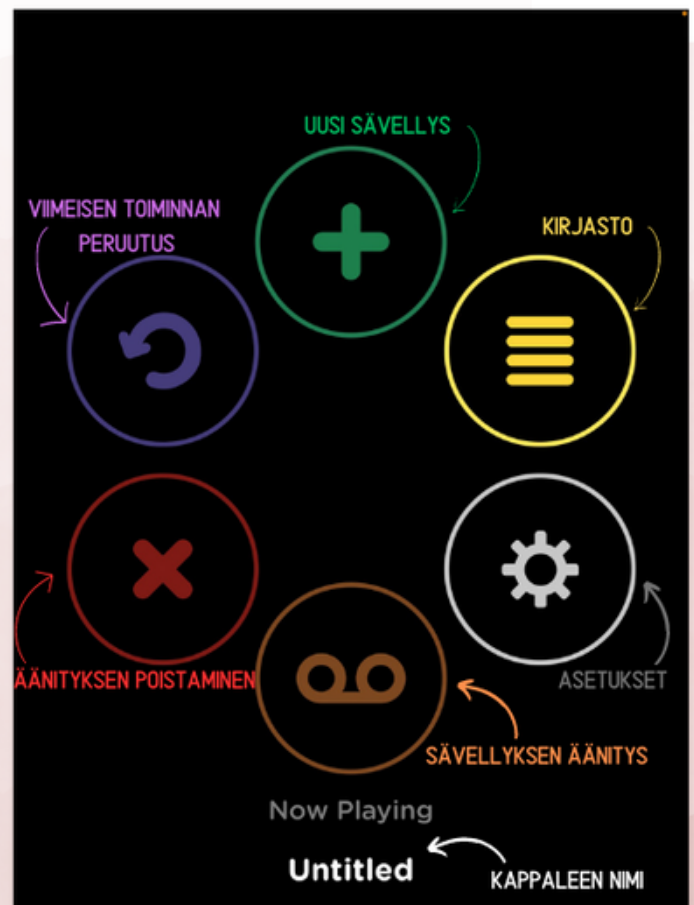 UUSI SÄVELLYS
VIIMEISEN TOIMINNAN
PERUUTUS
KIRJASTO
ÄÄNITYKSEN POISTAMINEN
ASETUKSET
SÄVELLYKSEN ÄÄNITYS
Now Playing
Untitled
KAPPALEEN NIMI